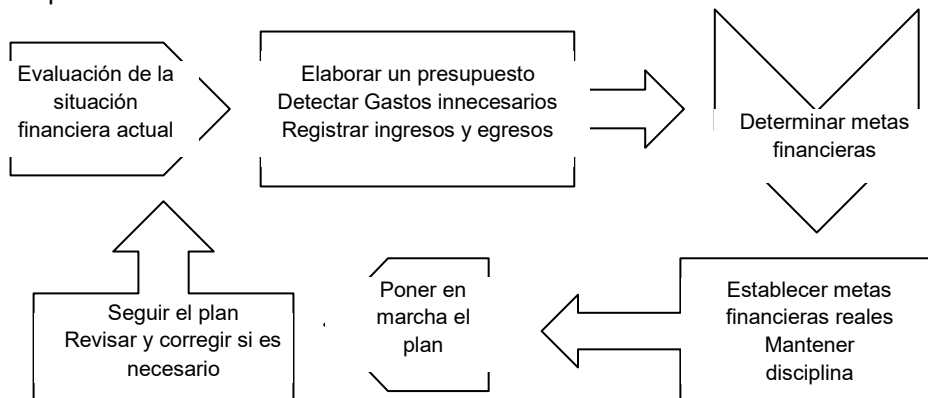 Evaluación de la
situación
financiera actual
Elaborar un presupuesto
Detectar Gastos innecesarios
Registrar ingresos y egresos
Determinar metas
financieras
Establecer metas
financieras reales
Mantener
disciplina
Poner en
marcha el
plan
Seguir el plan
Revisar y corregir si es
necesario